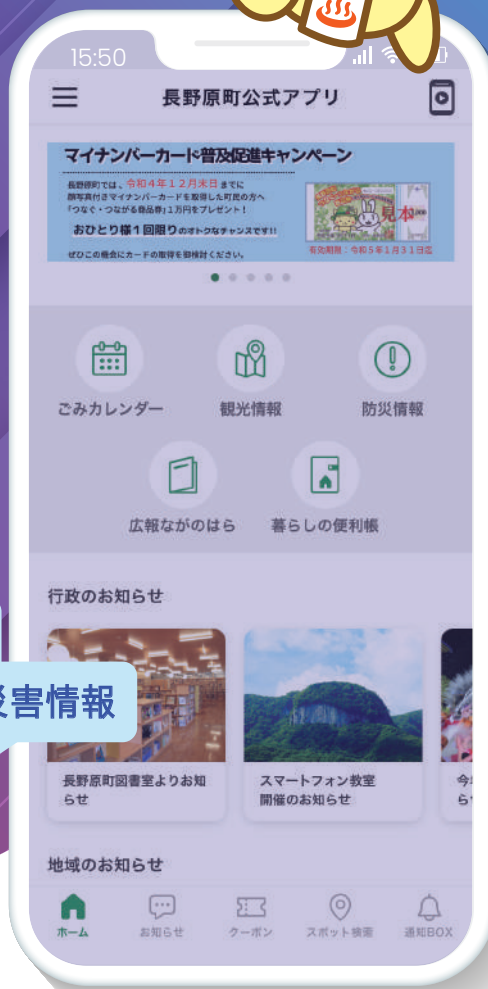 15:50
長野原町公式アプリ
マイナンバーカード普及促進キャンペーン
長野原町では、令和４年１２月末日までに
顔写真付きマイナンバーカードを取得した町民の方へ
「つなぐ・つながる商品券」１万円をプレゼント！
おひとり様１回限りのオトクなチャンスです!!
ぜひこの機会にカードの取得を御検討ください。
見本
有効期限：令和５年１月３１日迄
ごみカレンダー
観光情報
防災情報
広報ながのはら
暮らしの便利帳
行政のお知らせ
災害情報
長野原町図書室よりお知
らせ
スマートフォン教室
開催のお知らせ
今
ら
地域のお知らせ
ホーム
お知らせ
クーポン
スポット検索
通知BOX